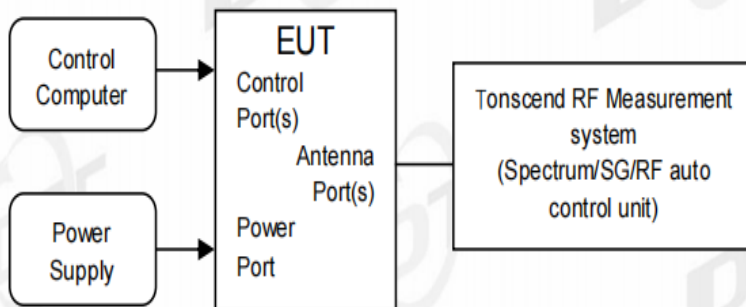 Control
Computer
EUT
Control
Port(s)
Antenna
Port(s)
Power
Port
Power
Supply
Tonscend RF Measurement
system
(Spectrum/SG/RF auto
control unit)